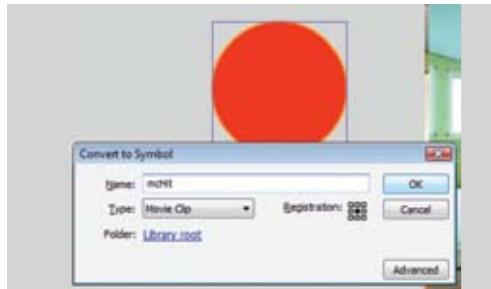 Convert to Symbol
Name: mcHit
OK
Type: Movie Clip
Registration:
Cancel
Folder: Library root
Advanced